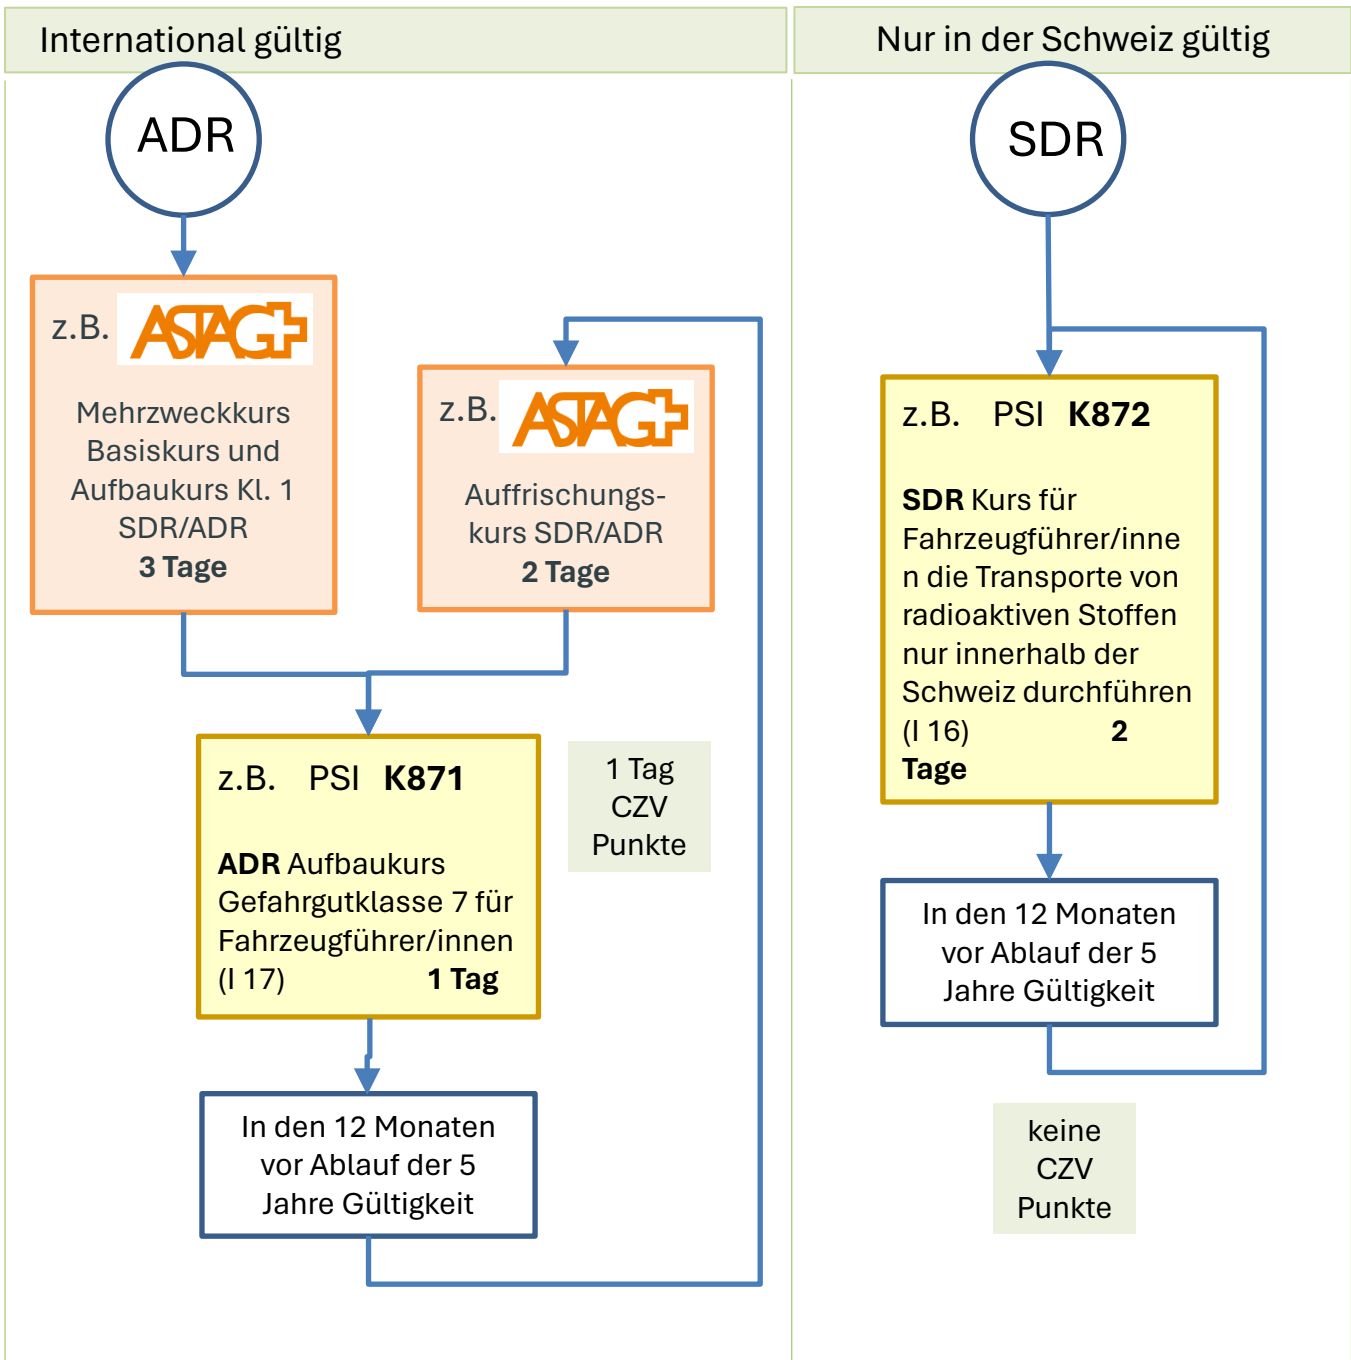 International gültig
ADR
z.B. ASTAG
Mehrzweckkurs
Basiskurs und
Aufbaukurs Kl. 1
SDR/ADR
3 Tage
z.B. ASTAG
Auffrischungs-
kurs SDR/ADR
2 Tage
z.B. PSI K871
ADR Aufbaukurs
Gefahrgutklasse 7 für
Fahrzeugführer/innen
(I 17) 1 Tag
1 Tag
CZV
Punkte
In den 12 Monaten
vor Ablauf der 5
Jahre Gültigkeit
Nur in der Schweiz gültig
SDR
z.B. PSI K872
SDR Kurs für
Fahrzeugführer/inne
n die Transporte von
radioaktiven Stoffen
nur innerhalb der
Schweiz durchführen
(I 16) 2
Tage
In den 12 Monaten
vor Ablauf der 5
Jahre Gültigkeit
keine
CZV
Punkte